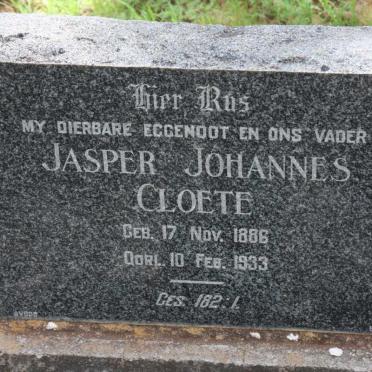 Hier Rus
MY DIERBARE EGGENOOT EN ONS VADER
JASPER JOHANNES
CLOETE
GEB. 17 NOV. 1886
OORL. 10 FEB. 1933
GES. 182:1.